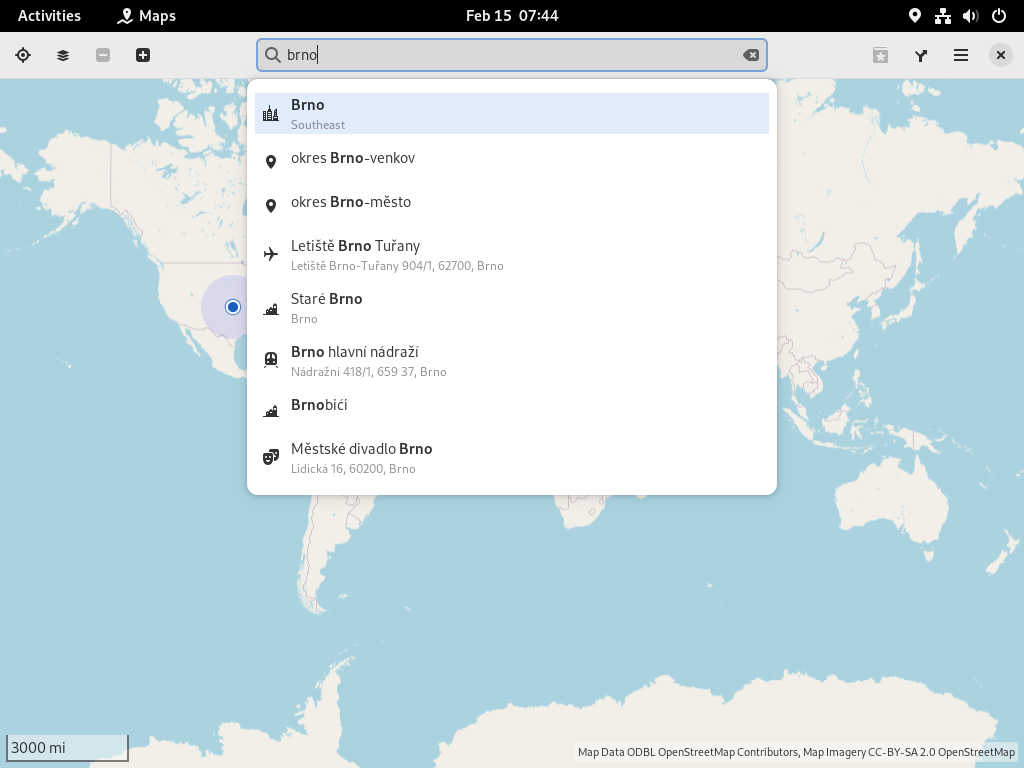 Activities
Maps
Feb 15 07:44
brno
Brno
Southeast
okres Brno-venkov
okres Brno-město
Letiště Brno Tuřany
Letiště Brno-Tuřany 904/1, 62700, Brno
Staré Brno
Brno
Brno hlavní nádraží
Nádražní 418/1, 659 37, Brno
Brnobići
Městské divadlo Brno
Lidická 16, 60200, Brno
3000 mi
Map Data ODBL OpenStreetMap Contributors, Map Imagery CC-BY-SA 2.0 OpenStreetMap